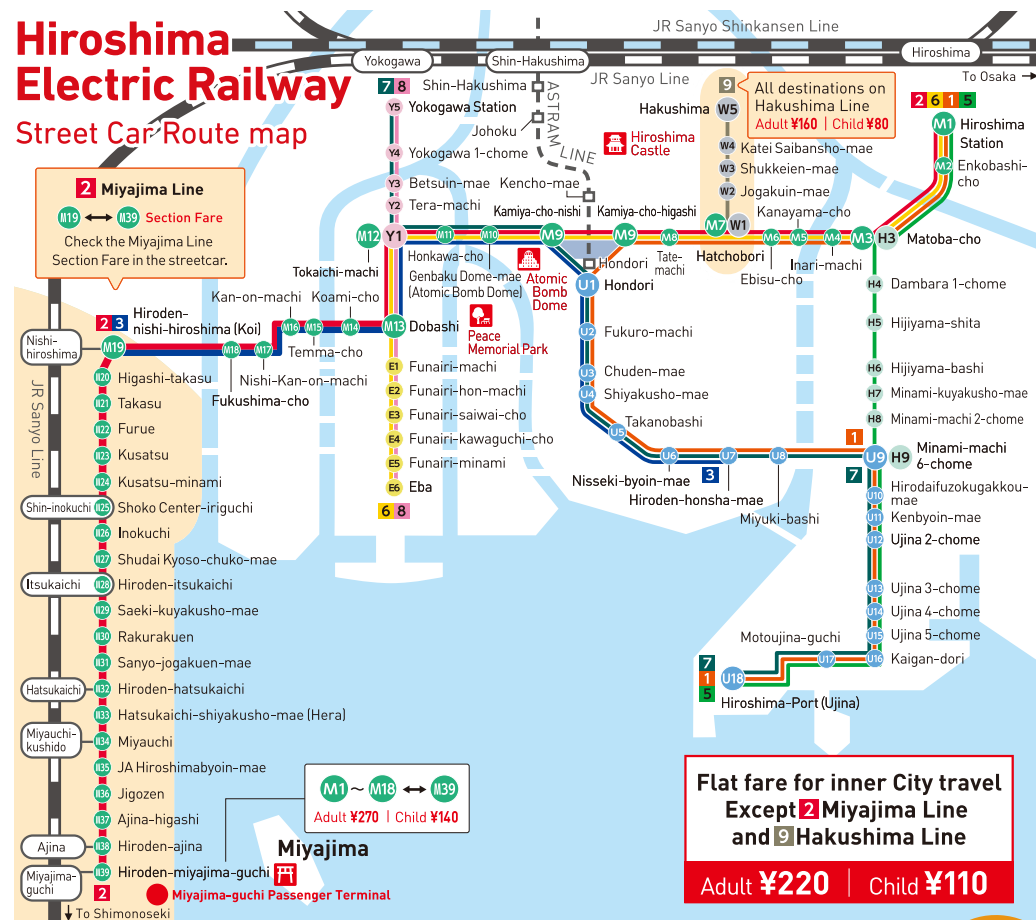 Hiroshima
Electric Railway
Street Car Route map
JR Sanyo Shinkansen Line
Yokogawa
Shin-Hakushima
Hiroshima
JR Sanyo Line
To Osaka →
7 8
Shin-Hakushima
Y5 Yokogawa Station
Johoku
ASTRAM LINE
Y4 Yokogawa 1-chome
Y3 Betsuin-mae
Kencho-mae
Y2 Tera-machi
Hiroshima
Castle
9
Hakushima W5
W4 Katei Saibansho-mae
W3 Shukkeien-mae
W2 Jogakuin-mae
All destinations on
Hakushima Line
Adult ¥160 | Child ¥80
2 6 1 5
M1 Hiroshima
Station
M2 Enkobashi-
cho
2 Miyajima Line
M19 ↔ M39 Section Fare
Check the Miyajima Line
Section Fare in the streetcar.
Kamiya-cho-nishi
Kamiya-cho-higashi
Kanayama-cho
M12 Y1 M11 M10 M9 M9 M8 M7 W1 M6 M5 M4 M3 H3 Matoba-cho
Tokaichi-machi
Honkawa-cho
Genbaku Dome-mae
(Atomic Bomb Dome)
Atomic
Bomb
Dome
Hondori
Tate-
machi
Hatchobori
Ebisu-cho
Inari-machi
U1 Hondori
Peace
Memorial Park
Kan-on-machi
Koami-cho
2 3
Hiroden-
nishi-hiroshima (Koi)
M16 M15 M14 M13 Dobashi
Temma-cho
Nishi-
hiroshima
M19 M18 M17
Nishi-Kan-on-machi
Fukushima-cho
JR Sanyo Line
M20 Higashi-takasu
M21 Takasu
M22 Furue
M23 Kusatsu
M24 Kusatsu-minami
Shin-inokuchi
M25 Shoko Center-iriguchi
M26 Inokuchi
M27 Shudai Kyoso-chuko-mae
Itsukaichi
M28 Hiroden-itsukaichi
M29 Saeki-kuyakusho-mae
M30 Rakurakuen
M31 Sanyo-jogakuen-mae
Hatsukaichi
M32 Hiroden-hatsukaichi
M33 Hatsukaichi-shiyakusho-mae (Hera)
Miyauchi-
kushido
M34 Miyauchi
M35 JA Hiroshimabyoin-mae
M36 Jigozen
M37 Ajina-higashi
Ajina
M38 Hiroden-ajina
Miyajima-
guchi
M39 Hiroden-miyajima-guchi
2
Miyajima-guchi Passenger Terminal
↓ To Shimonoseki
E1 Funairi-machi
E2 Funairi-hon-machi
E3 Funairi-saiwai-cho
E4 Funairi-kawaguchi-cho
E5 Funairi-minami
E6 Eba
6 8
U2 Fukuro-machi
U3 Chuden-mae
U4 Shiyakusho-mae
U5 Takanobashi
U6 U7 U8
Nisseki-byoin-mae
3
Hiroden-honsha-mae
Miyuki-bashi
H4 Dambara 1-chome
H5 Hijiyama-shita
H6 Hijiyama-bashi
H7 Minami-kuyakusho-mae
H8 Minami-machi 2-chome
1
U9 H9 Minami-machi
6-chome
7
U10 Hirodaifuzokugakkou-
mae
U11 Kenbyoin-mae
U12 Ujina 2-chome
U13 Ujina 3-chome
U14 Ujina 4-chome
U15 Ujina 5-chome
U16 Kaigan-dori
Motoujina-guchi
U17
7
1
5
U18
Hiroshima-Port (Ujina)
M1 ~ M18 ↔ M39
Adult ¥270 | Child ¥140
Miyajima
Flat fare for inner City travel
Except 2 Miyajima Line
and 9 Hakushima Line
Adult ¥220 | Child ¥110